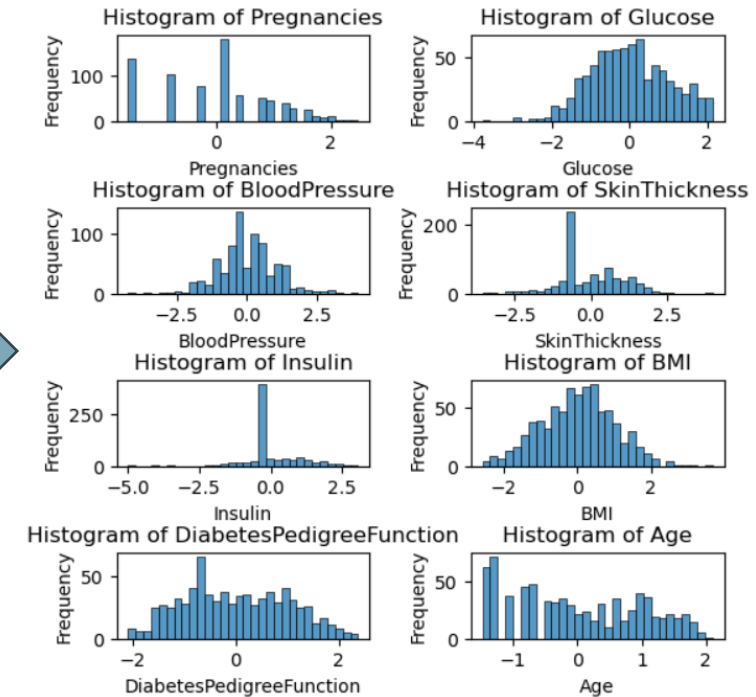 Histogram of Pregnancies
Frequency
100
0
0 2
Pregnancies
Histogram of Glucose
Frequency
50
0
−4 −2 0 2
Glucose
Histogram of BloodPressure
Frequency
100
0
−2.5 0.0 2.5
BloodPressure
Histogram of SkinThickness
Frequency
200
0
−2.5 0.0 2.5
SkinThickness
Histogram of Insulin
Frequency
250
0
−5.0 −2.5 0.0 2.5
Insulin
Histogram of BMI
Frequency
50
0
−2 0 2
BMI
Histogram of DiabetesPedigreeFunction
Frequency
50
0
−2 0 2
DiabetesPedigreeFunction
Histogram of Age
Frequency
50
0
−1 0 1 2
Age